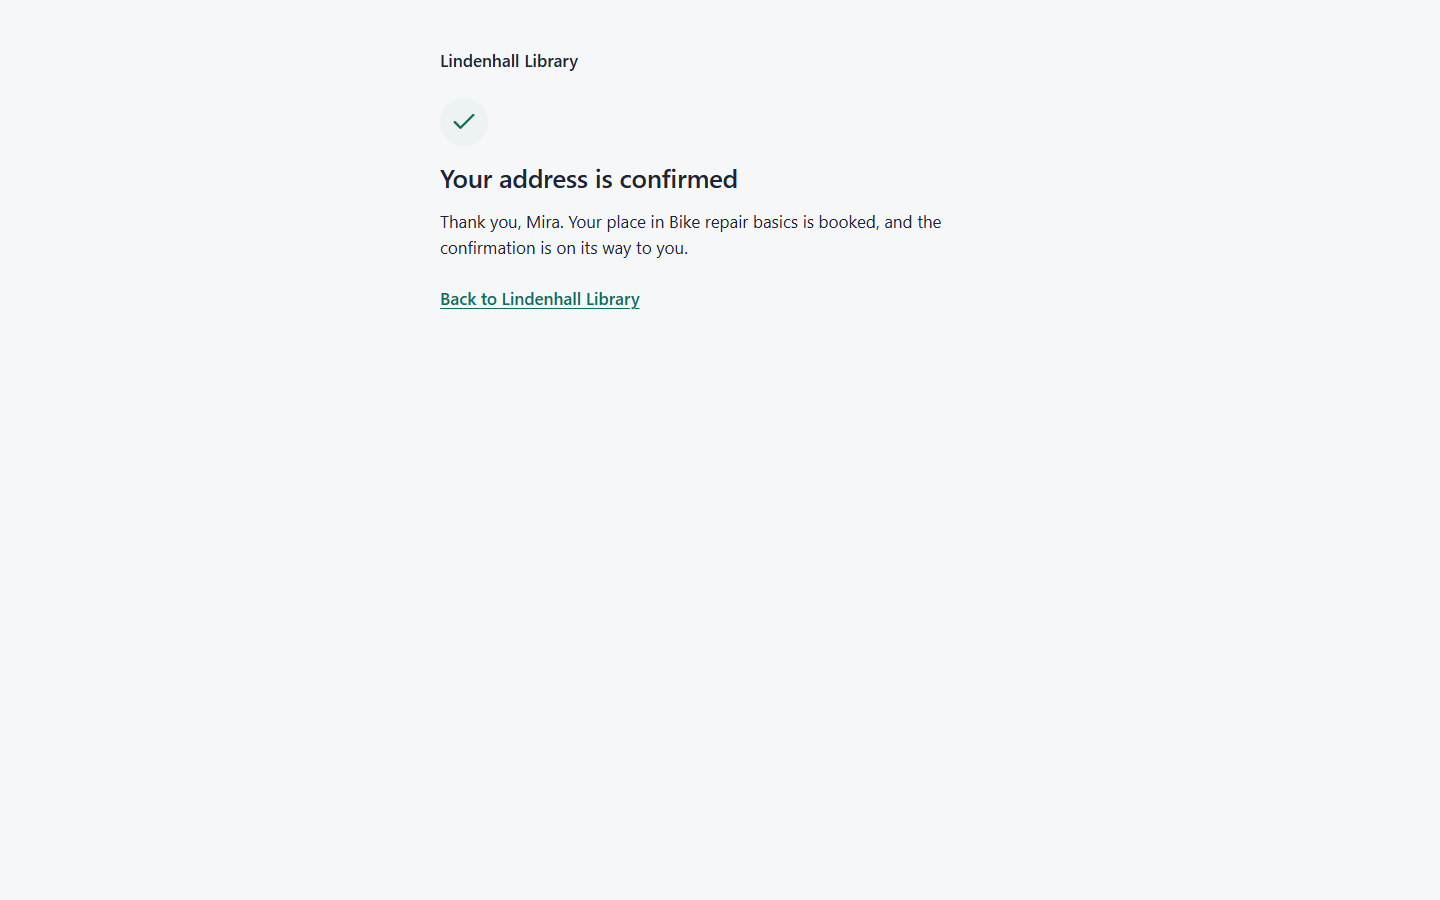 Lindenhall Library
Your address is confirmed
Thank you, Mira. Your place in Bike repair basics is booked, and the
confirmation is on its way to you.
Back to Lindenhall Library